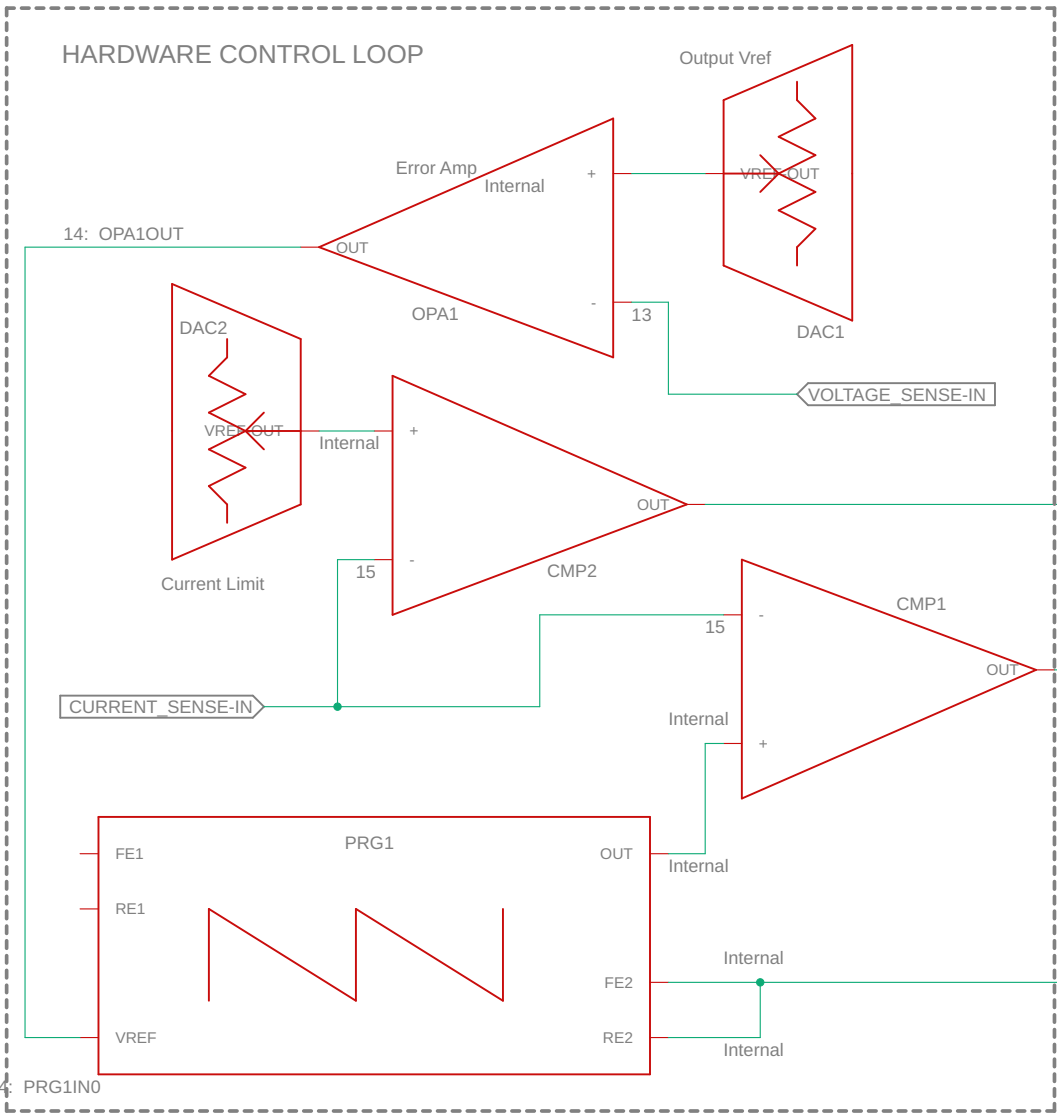 HARDWARE CONTROL LOOP
Output Vref
Error Amp
Internal
+
VREF-OUT
14: OPA1OUT
OUT
-
13
OPA1
DAC1
DAC2
VOLTAGE_SENSE-IN
VREF-OUT
Internal
+
OUT
-
15
CMP2
Current Limit
CMP1
-
15
OUT
CURRENT_SENSE-IN
Internal
+
PRG1
FE1
OUT
Internal
RE1
Internal
FE2
VREF
RE2
Internal
4: PRG1IN0